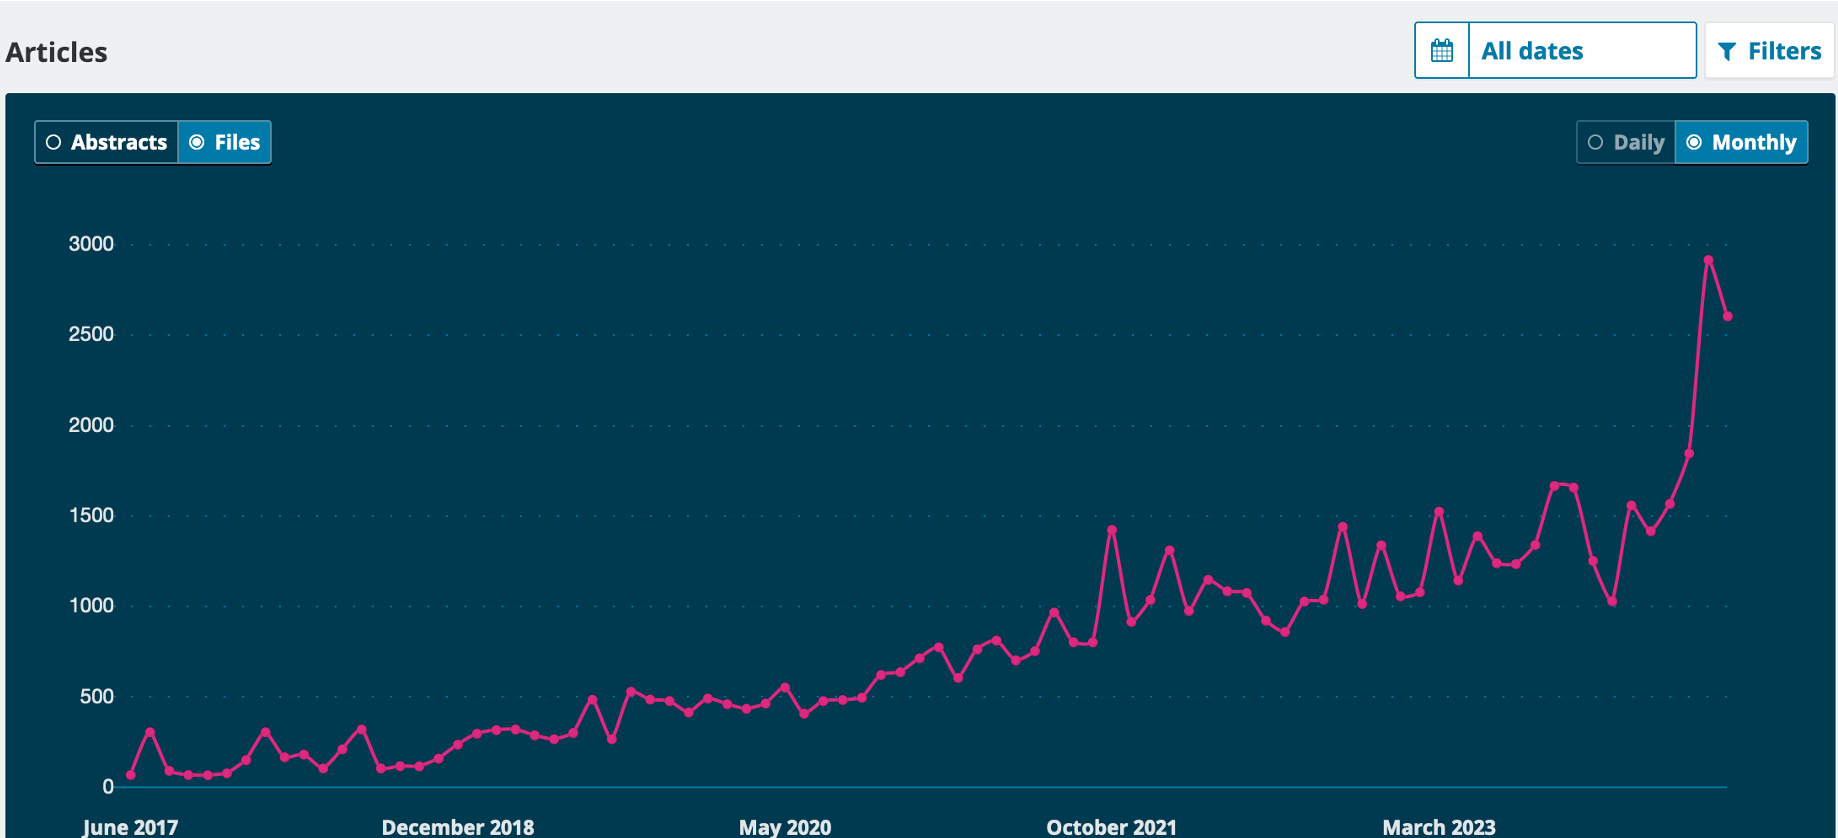 Articles
All dates
Filters
Abstracts
Files
Daily
Monthly
3000
2500
2000
1500
1000
500
0
June 2017
December 2018
May 2020
October 2021
March 2023